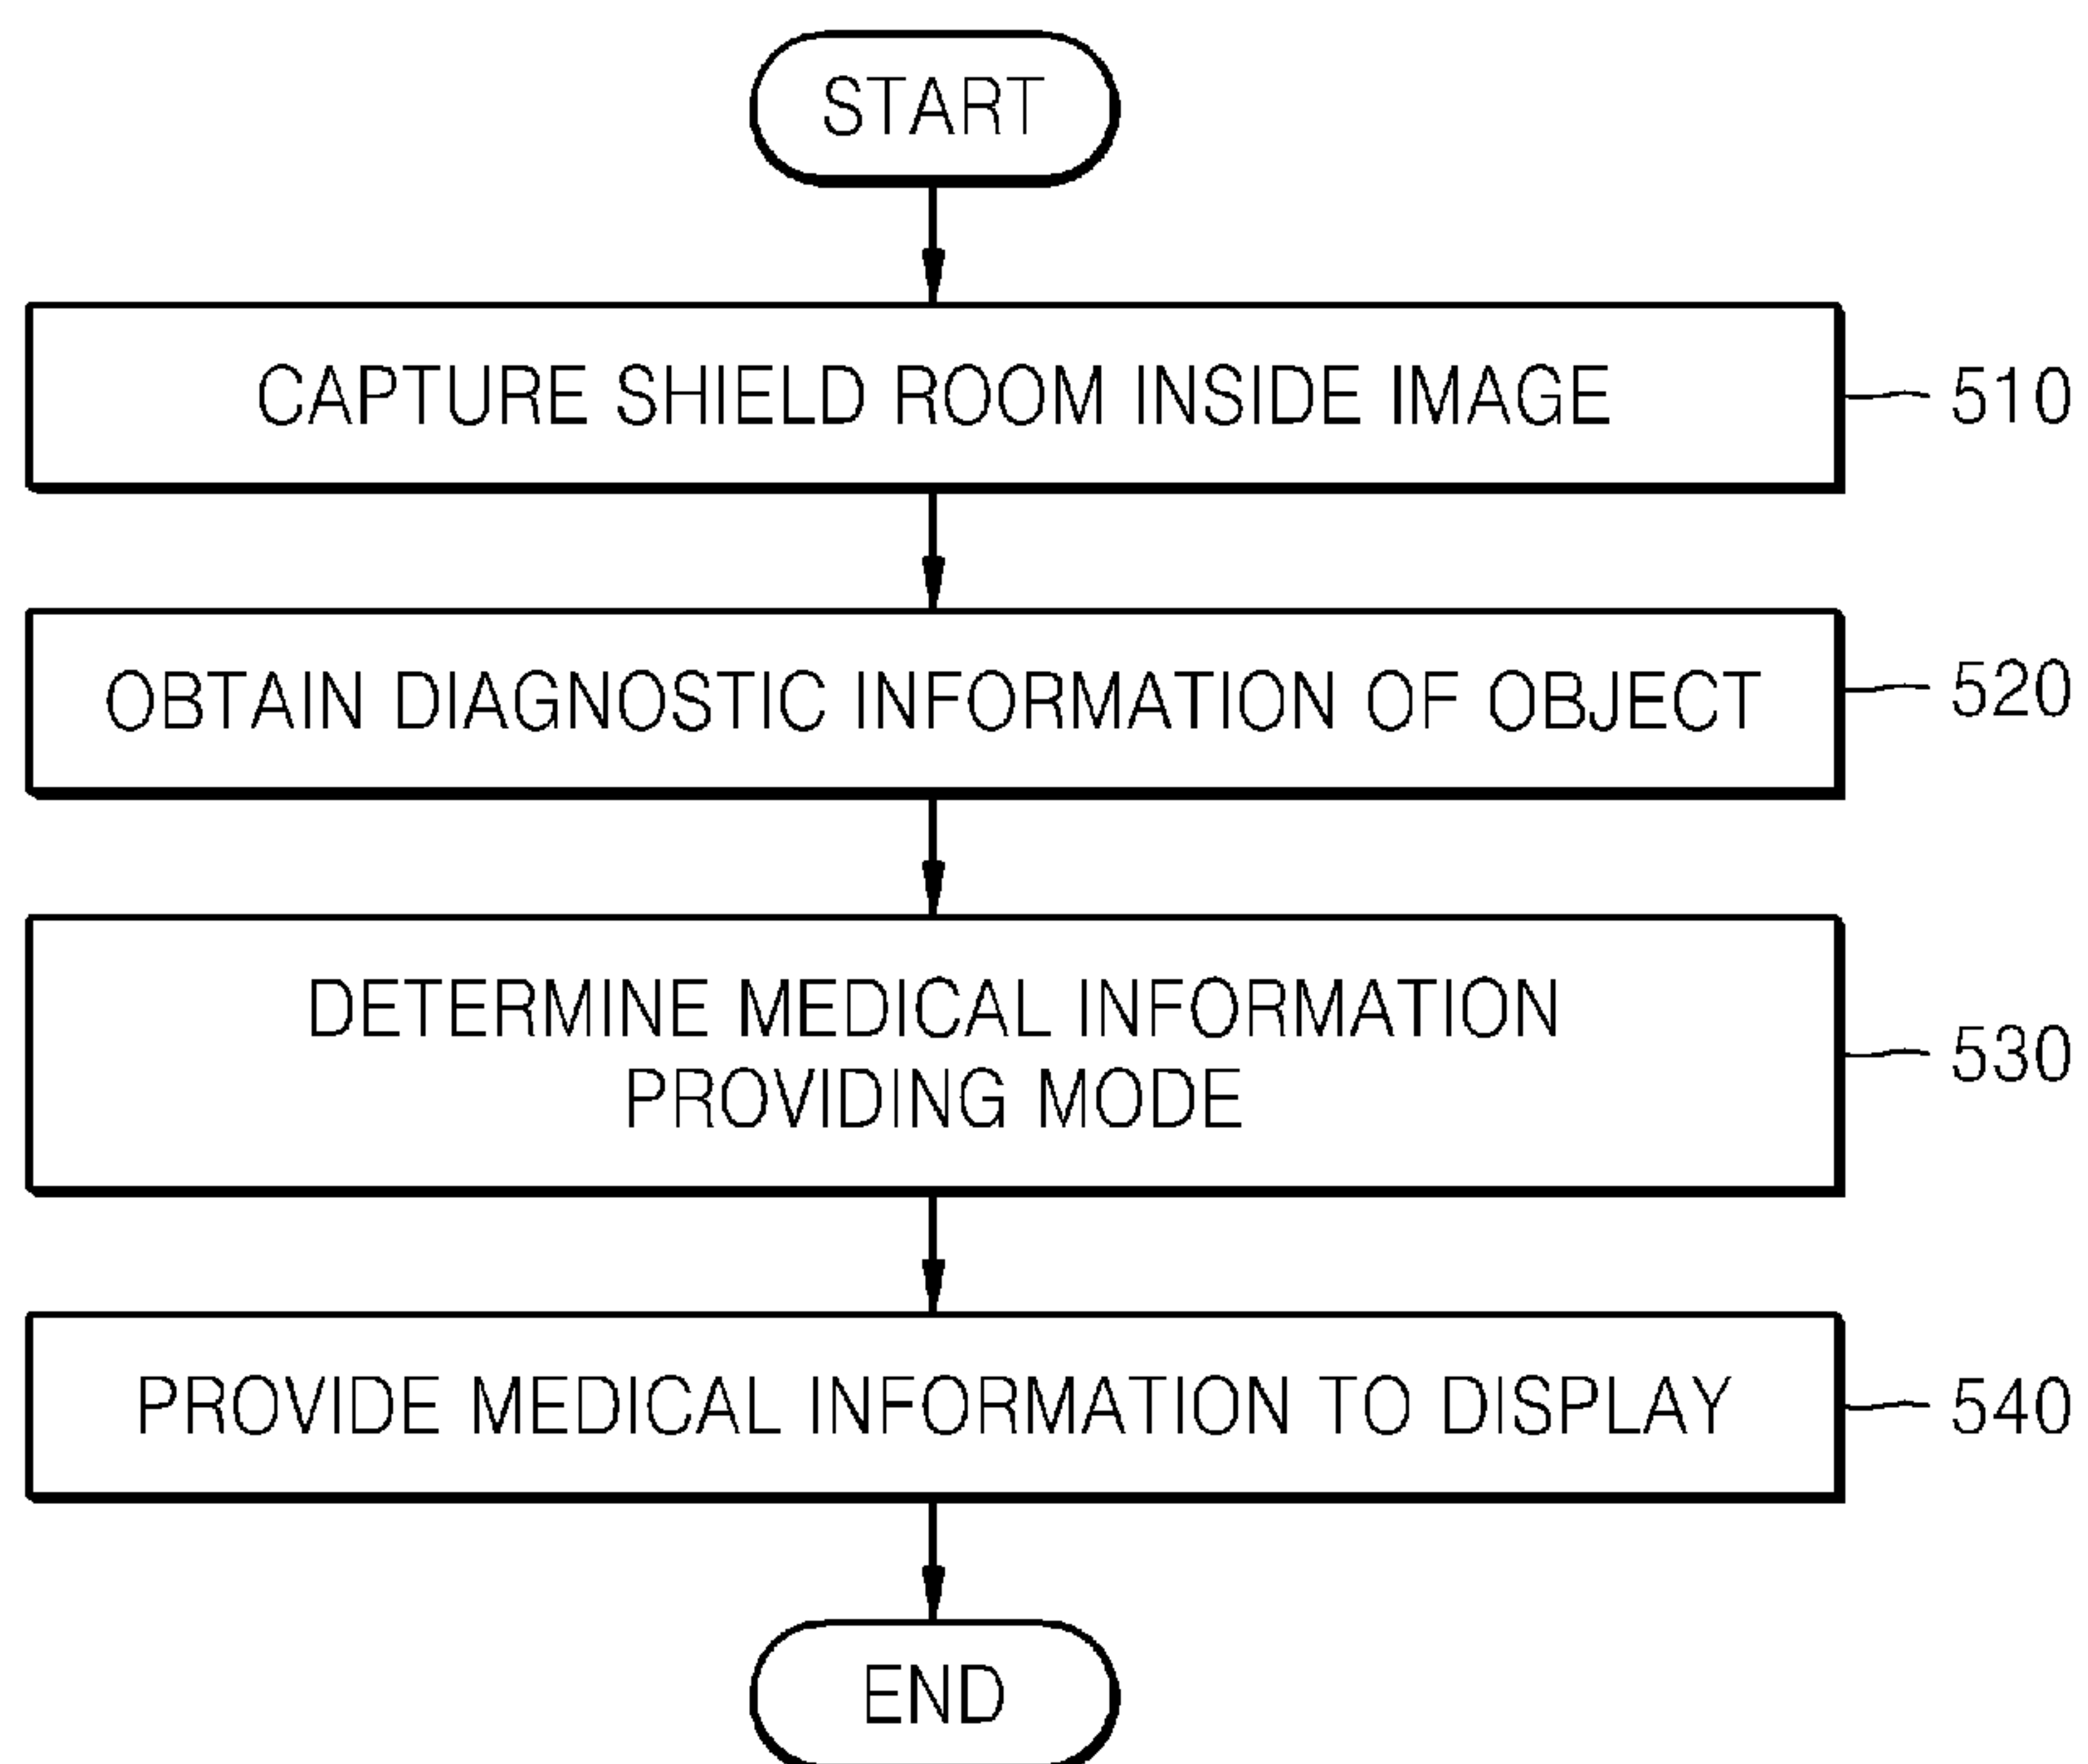 START
CAPTURE SHIELD ROOM INSIDE IMAGE
510
OBTAIN DIAGNOSTIC INFORMATION OF OBJECT
520
DETERMINE MEDICAL INFORMATION
PROVIDING MODE
530
PROVIDE MEDICAL INFORMATION TO DISPLAY
540
END